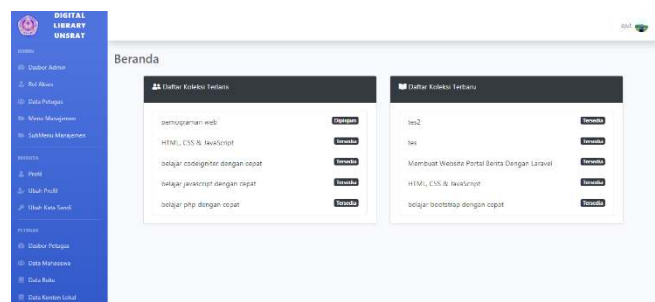 DIGITAL
LIBRARY
UNSRAT
Dasbor Admin
Rol Akses
Data Petugas
Menu Manajemen
SubMenu Manajemen
Profil
Ubah Profil
Ubah Kata Sandi
Dasbor Petugas
Data Mahasiswa
Data Buku
Data Konten Lokal
Beranda
Daftar Koleksi Terlaris
pemograman web Dipinjam
HTML, CSS & JavaScript Tersedia
belajar codeigniter dengan cepat Tersedia
belajar javascript dengan cepat Tersedia
belajar php dengan cepat Tersedia
Daftar Koleksi Terbaru
tes2 Tersedia
tes Tersedia
Membuat Website Portal Berita Dengan Laravel Tersedia
HTML, CSS & JavaScript Tersedia
belajar bootstrap dengan cepat Tersedia